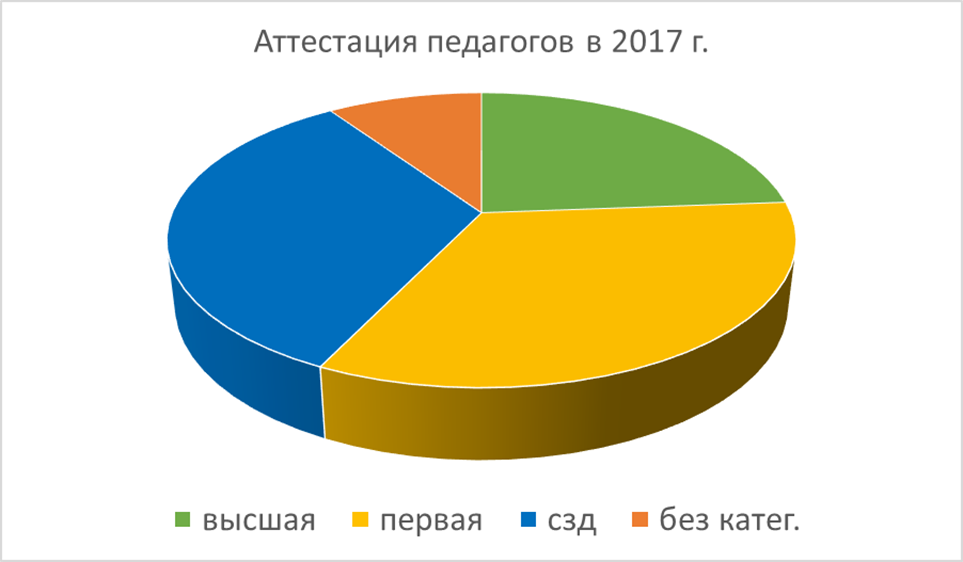 Аттестация педагогов в 2017 г.
высшая первая сзд без катег.